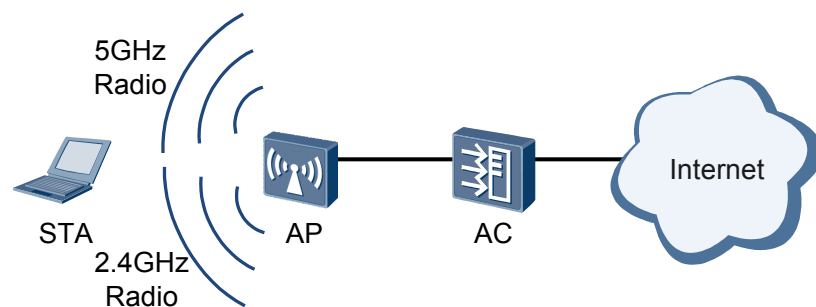 5GHz
Radio
Internet
STA
AP
AC
2.4GHz
Radio